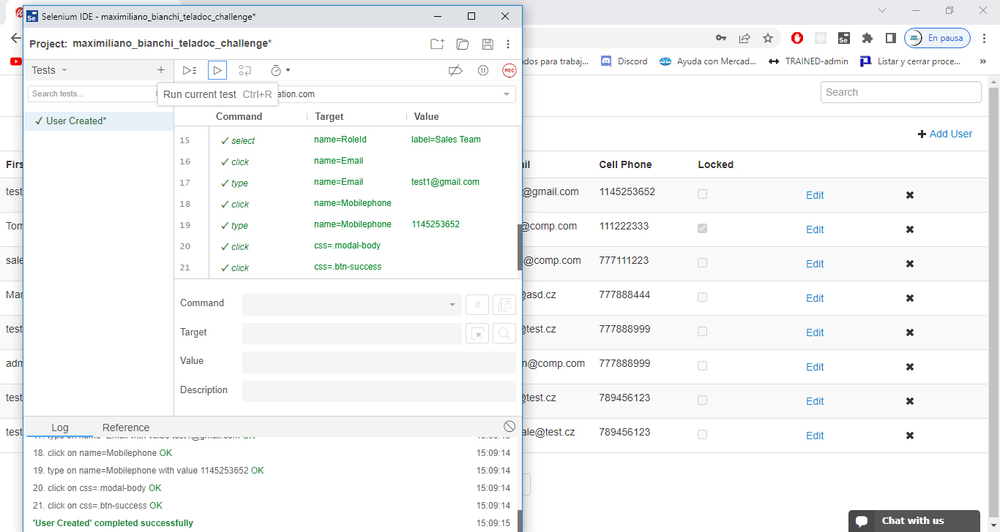 Selenium IDE - maximiliano_bianchi_teladoc_challenge*
Project: maximiliano_bianchi_teladoc_challenge*
En pausa
Tests
REC
dos para trabaj...
Discord
Ayuda con Mercad...
TRAINED-admin
Listar y cerrar proce...
»
Search tests...
Run current test Ctrl+R
ation.com
Search
✓ User Created*
Command Target Value
Add User
15 ✓ select name=RoleId label=Sales Team
16 ✓ click name=Email
17 ✓ type name=Email test1@gmail.com
18 ✓ click name=Mobilephone
19 ✓ type name=Mobilephone 1145253652
20 ✓ click css=.modal-body
21 ✓ click css=.btn-success
Firs ail Cell Phone Locked
test @gmail.com 1145253652 Edit
Tom @comp.com 111222333 Edit
sale s@comp.com 777111223 Edit
Mar @asd.cz 777888444 Edit
test @test.cz 777888999 Edit
adm n@comp.com 777888999 Edit
test @test.cz 789456123 Edit
test ale@test.cz 789456123 Edit
Command
//
Target
Value
Description
Log Reference
17. type on name=Email with value test1@gmail.com OK
18. click on name=Mobilephone OK 15:09:14
19. type on name=Mobilephone with value 1145253652 OK 15:09:14
20. click on css=.modal-body OK 15:09:14
21. click on css=.btn-success OK 15:09:14
'User Created' completed successfully 15:09:15
Chat with us